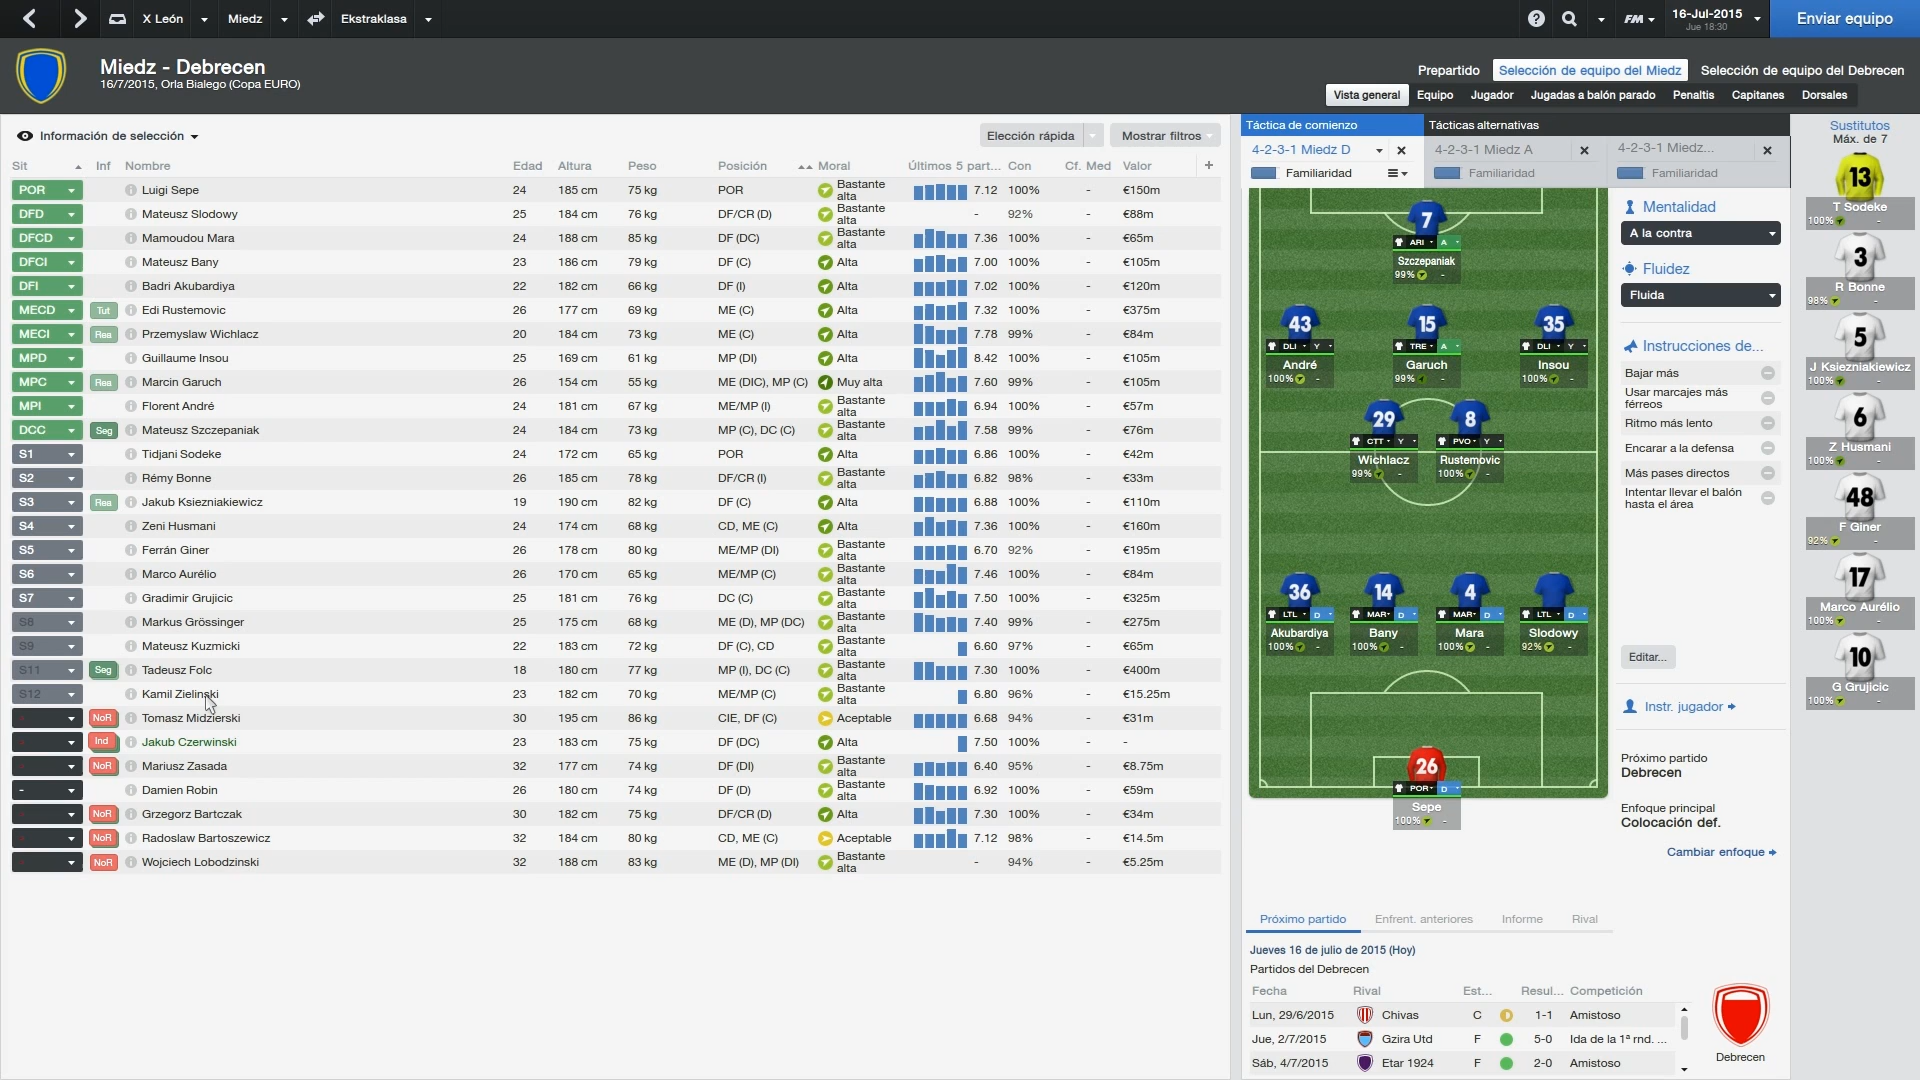 X León Miedz Ekstraklasa FM 16-Jul-2015 Jue 18:30 Enviar equipo
Miedz - Debrecen
16/7/2015, Orla Bialego (Copa EURO)
Prepartido Selección de equipo del Miedz Selección de equipo del Debrecen
Vista general Equipo Jugador Jugadas a balón parado Penaltis Capitanes Dorsales
Información de selección Elección rápida Mostrar filtros
Sit Inf Nombre Edad Altura Peso Posición Moral Últimos 5 part... Con Cf. Med Valor +
POR Luigi Sepe 24 185 cm 75 kg POR Bastante alta 7.12 100% - €150m
DFD Mateusz Slodowy 25 184 cm 76 kg DF/CR (D) Bastante alta - 92% - €88m
DFCD Mamoudou Mara 24 188 cm 85 kg DF (DC) Bastante alta 7.36 100% - €65m
DFCI Mateusz Bany 23 186 cm 79 kg DF (C) Alta 7.00 100% - €105m
DFI Badri Akubardiya 22 182 cm 66 kg DF (I) Alta 7.02 100% - €120m
MECD Tut Edi Rustemovic 26 177 cm 69 kg ME (C) Alta 7.32 100% - €375m
MECI Rea Przemyslaw Wichlacz 20 184 cm 73 kg ME (C) Alta 7.78 99% - €84m
MPD Guillaume Insou 25 169 cm 61 kg MP (DI) Alta 8.42 100% - €105m
MPC Rea Marcin Garuch 26 154 cm 55 kg ME (DIC), MP (C) Muy alta 7.60 99% - €105m
MPI Florent André 24 181 cm 67 kg ME/MP (I) Bastante alta 6.94 100% - €57m
DCC Seg Mateusz Szczepaniak 24 184 cm 73 kg MP (C), DC (C) Bastante alta 7.58 99% - €76m
S1 Tidjani Sodeke 24 172 cm 65 kg POR Alta 6.86 100% - €42m
S2 Rémy Bonne 26 185 cm 78 kg DF/CR (I) Bastante alta 6.82 98% - €33m
S3 Rea Jakub Ksiezniakiewicz 19 190 cm 82 kg DF (C) Alta 6.88 100% - €110m
S4 Zeni Husmani 24 174 cm 68 kg CD, ME (C) Alta 7.36 100% - €160m
S5 Ferrán Giner 26 178 cm 80 kg ME/MP (DI) Bastante alta 6.70 92% - €195m
S6 Marco Aurélio 26 170 cm 65 kg ME/MP (C) Bastante alta 7.46 100% - €84m
S7 Gradimir Grujicic 25 181 cm 76 kg DC (C) Bastante alta 7.50 100% - €325m
S8 Markus Grössinger 25 175 cm 68 kg ME (D), MP (DC) Bastante alta 7.40 99% - €275m
S9 Mateusz Kuzmicki 22 183 cm 72 kg DF (C), CD Bastante alta 6.60 97% - €65m
S11 Seg Tadeusz Folc 18 180 cm 77 kg MP (I), DC (C) Bastante alta 7.30 100% - €400m
S12 Kamil Zielinski 23 182 cm 70 kg ME/MP (C) Bastante alta 6.80 96% - €15.25m
NoR Tomasz Midzierski 30 195 cm 86 kg CIE, DF (C) Aceptable 6.68 94% - €31m
Ind Jakub Czerwinski 23 183 cm 75 kg DF (DC) Alta 7.50 100% - -
NoR Mariusz Zasada 32 177 cm 74 kg DF (DI) Bastante alta 6.40 95% - €8.75m
- Damien Robin 26 180 cm 74 kg DF (D) Bastante alta 6.92 100% - €59m
NoR Grzegorz Bartczak 30 182 cm 75 kg DF/CR (D) Alta 7.30 100% - €34m
NoR Radoslaw Bartoszewicz 32 184 cm 80 kg CD, ME (C) Aceptable 7.12 98% - €14.5m
NoR Wojciech Lobodzinski 32 188 cm 83 kg ME (D), MP (DI) Bastante alta - 94% - €5.25m
Táctica de comienzo Tácticas alternativas
4-2-3-1 Miedz D 4-2-3-1 Miedz A 4-2-3-1 Miedz...
Familiaridad Familiaridad Familiaridad
7
ARI A
Szczepaniak
99% -
43 15 35
DLI Y TRE A DLI Y
André Garuch Insou
100% - 99% - 100% -
29 8
CTT Y PVO Y
Wichlacz Rustemovic
99% - 100% -
36 14 4
LTL D MAR D MAR D LTL D
Akubardiya Bany Mara Slodowy
100% - 100% - 100% - 92% -
26
POR D
Sepe
100% -
Mentalidad
A la contra
Fluidez
Fluida
Instrucciones de...
Bajar más
Usar marcajes más férreos
Ritmo más lento
Encarar a la defensa
Más pases directos
Intentar llevar el balón hasta el área
Editar...
Instr. jugador
Próximo partido
Debrecen
Enfoque principal
Colocación def.
Cambiar enfoque
Sustitutos
Máx. de 7
13
T Sodeke
100% -
3
R Bonne
98% -
5
J Ksiezniakiewicz
100% -
6
Z Husmani
100% -
48
F Giner
92% -
17
Marco Aurélio
100% -
10
G Grujicic
100% -
Próximo partido Enfrent. anteriores Informe Rival
Jueves 16 de julio de 2015 (Hoy)
Partidos del Debrecen
Fecha Rival Est... Resul... Competición
Lun, 29/6/2015 Chivas C 1-1 Amistoso
Jue, 2/7/2015 Gzira Utd F 5-0 Ida de la 1ª rnd. ...
Sáb, 4/7/2015 Etar 1924 F 2-0 Amistoso
Debrecen